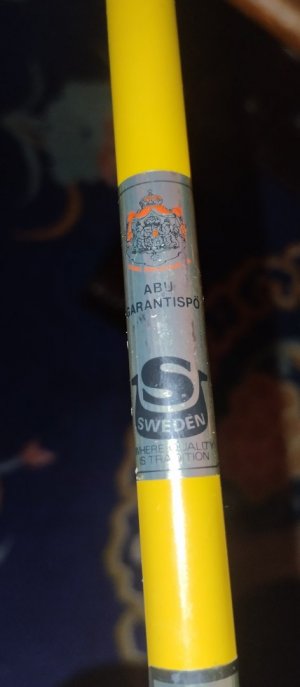 ABU
GARANTISPÖ
S
SWEDEN
WHERE QUALITY
IS TRADITION